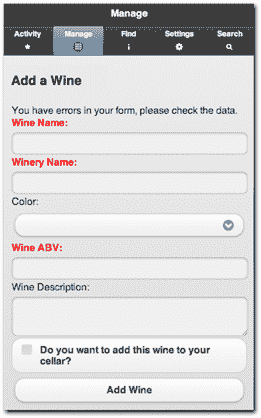 Manage
Activity Manage Find Settings Search
Add a Wine
You have errors in your form, please check the data.
Wine Name:
Winery Name:
Color:
Wine ABV:
Wine Description:
Do you want to add this wine to your
cellar?
Add Wine